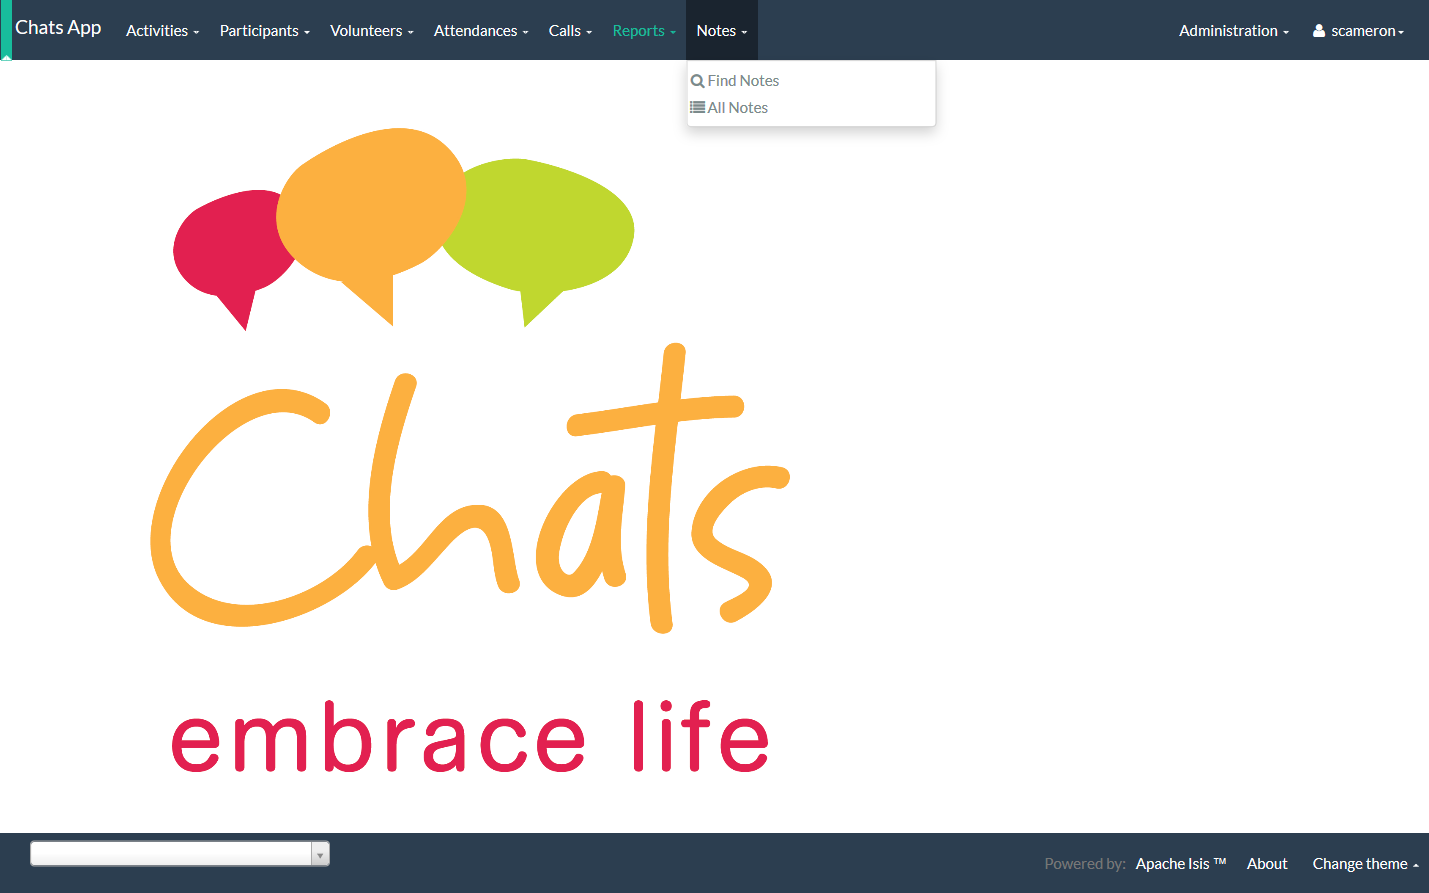 Chats App Activities Participants Volunteers Attendances Calls Reports Notes Administration scameron
Find Notes
All Notes
Chats
embrace life
Powered by: Apache Isis ™ About Change theme